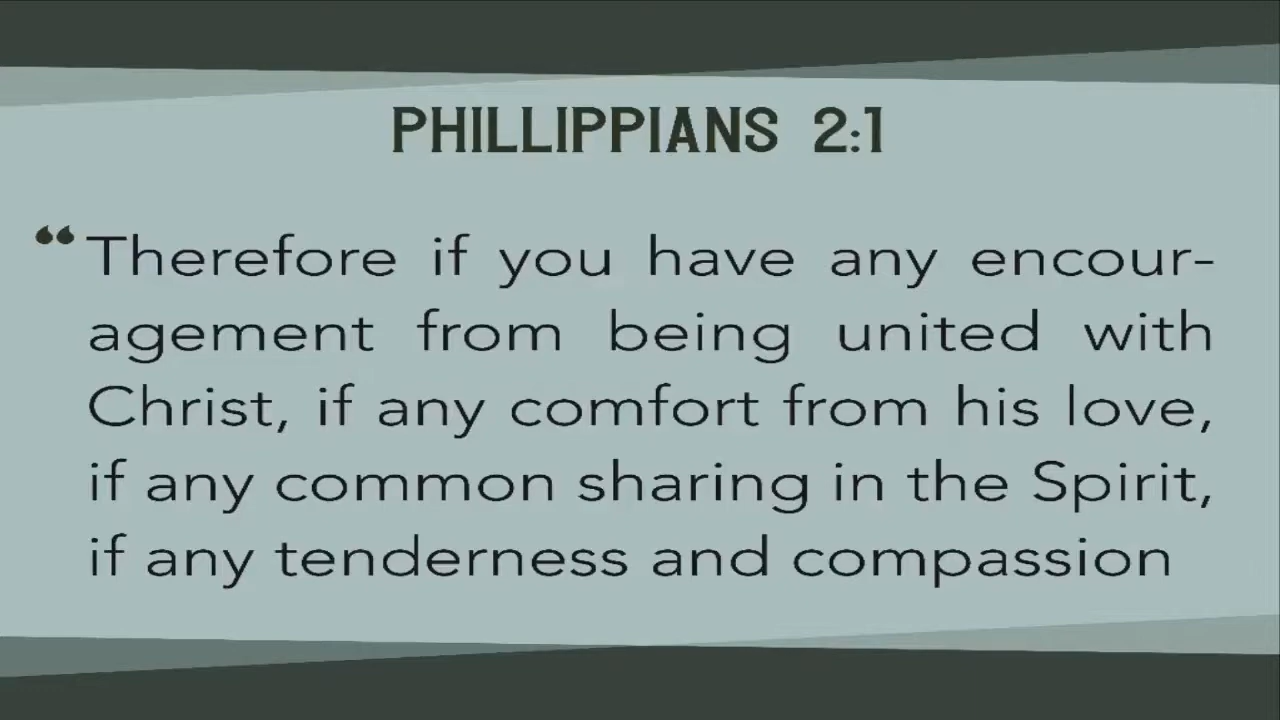 PHILLIPPIANS 2:1
“Therefore if you have any encour-
agement from being united with
Christ, if any comfort from his love,
if any common sharing in the Spirit,
if any tenderness and compassion